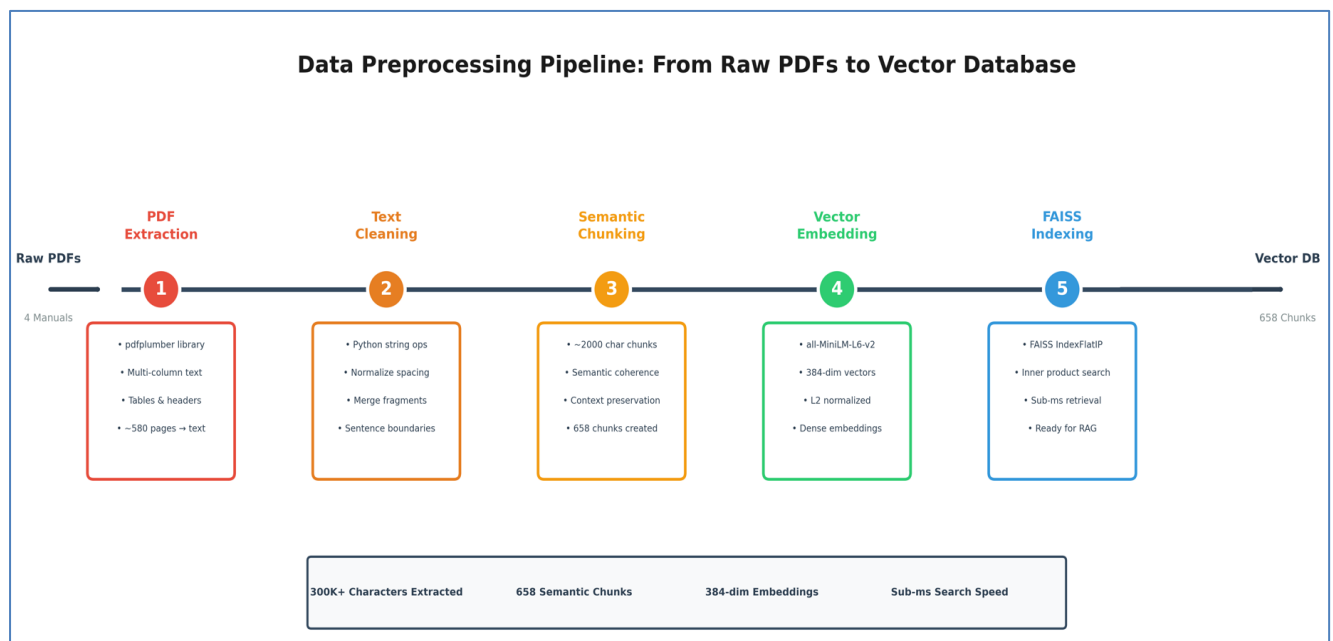 Data Preprocessing Pipeline: From Raw PDFs to Vector Database
PDF
Extraction
Text
Cleaning
Semantic
Chunking
Vector
Embedding
FAISS
Indexing
Raw PDFs
Vector DB
1
2
3
4
5
4 Manuals
658 Chunks
• pdfplumber library
• Multi-column text
• Tables & headers
• ~580 pages → text
• Python string ops
• Normalize spacing
• Merge fragments
• Sentence boundaries
• ~2000 char chunks
• Semantic coherence
• Context preservation
• 658 chunks created
• all-MiniLM-L6-v2
• 384-dim vectors
• L2 normalized
• Dense embeddings
• FAISS IndexFlatIP
• Inner product search
• Sub-ms retrieval
• Ready for RAG
300K+ Characters Extracted
658 Semantic Chunks
384-dim Embeddings
Sub-ms Search Speed